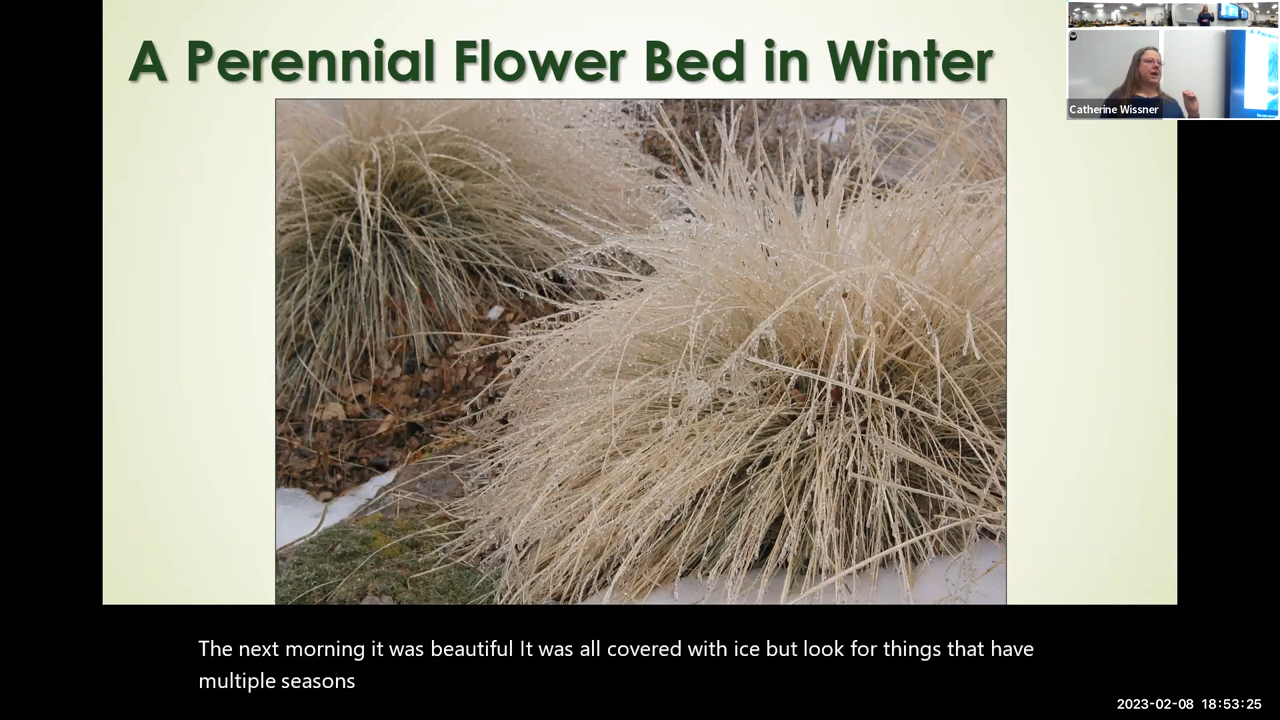 A Perennial Flower Bed in Winter
Catherine Wissner
The next morning it was beautiful It was all covered with ice but look for things that have
multiple seasons
2023-02-08 18:53:25